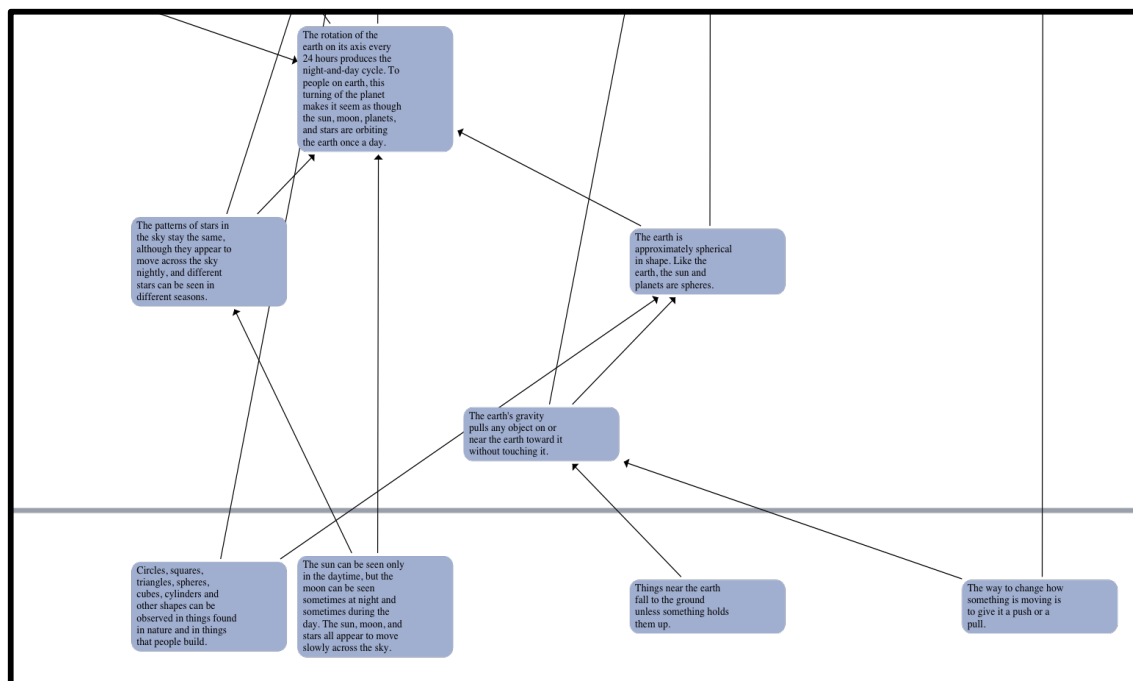 The rotation of the
earth on its axis every
24 hours produces the
night-and-day cycle. To
people on earth, this
turning of the planet
makes it seem as though
the sun, moon, planets,
and stars are orbiting
the earth once a day.
The patterns of stars in
the sky stay the same,
although they appear to
move across the sky
nightly, and different
stars can be seen in
different seasons.
The earth is
approximately spherical
in shape. Like the
earth, the sun and
planets are spheres.
The earth's gravity
pulls any object on or
near the earth toward it
without touching it.
Circles, squares,
triangles, spheres,
cubes, cylinders and
other shapes can be
observed in things found
in nature and in things
that people build.
The sun can be seen only
in the daytime, but the
moon can be seen
sometimes at night and
sometimes during the
day. The sun, moon, and
stars all appear to move
slowly across the sky.
Things near the earth
fall to the ground
unless something holds
them up.
The way to change how
something is moving is
to give it a push or a
pull.